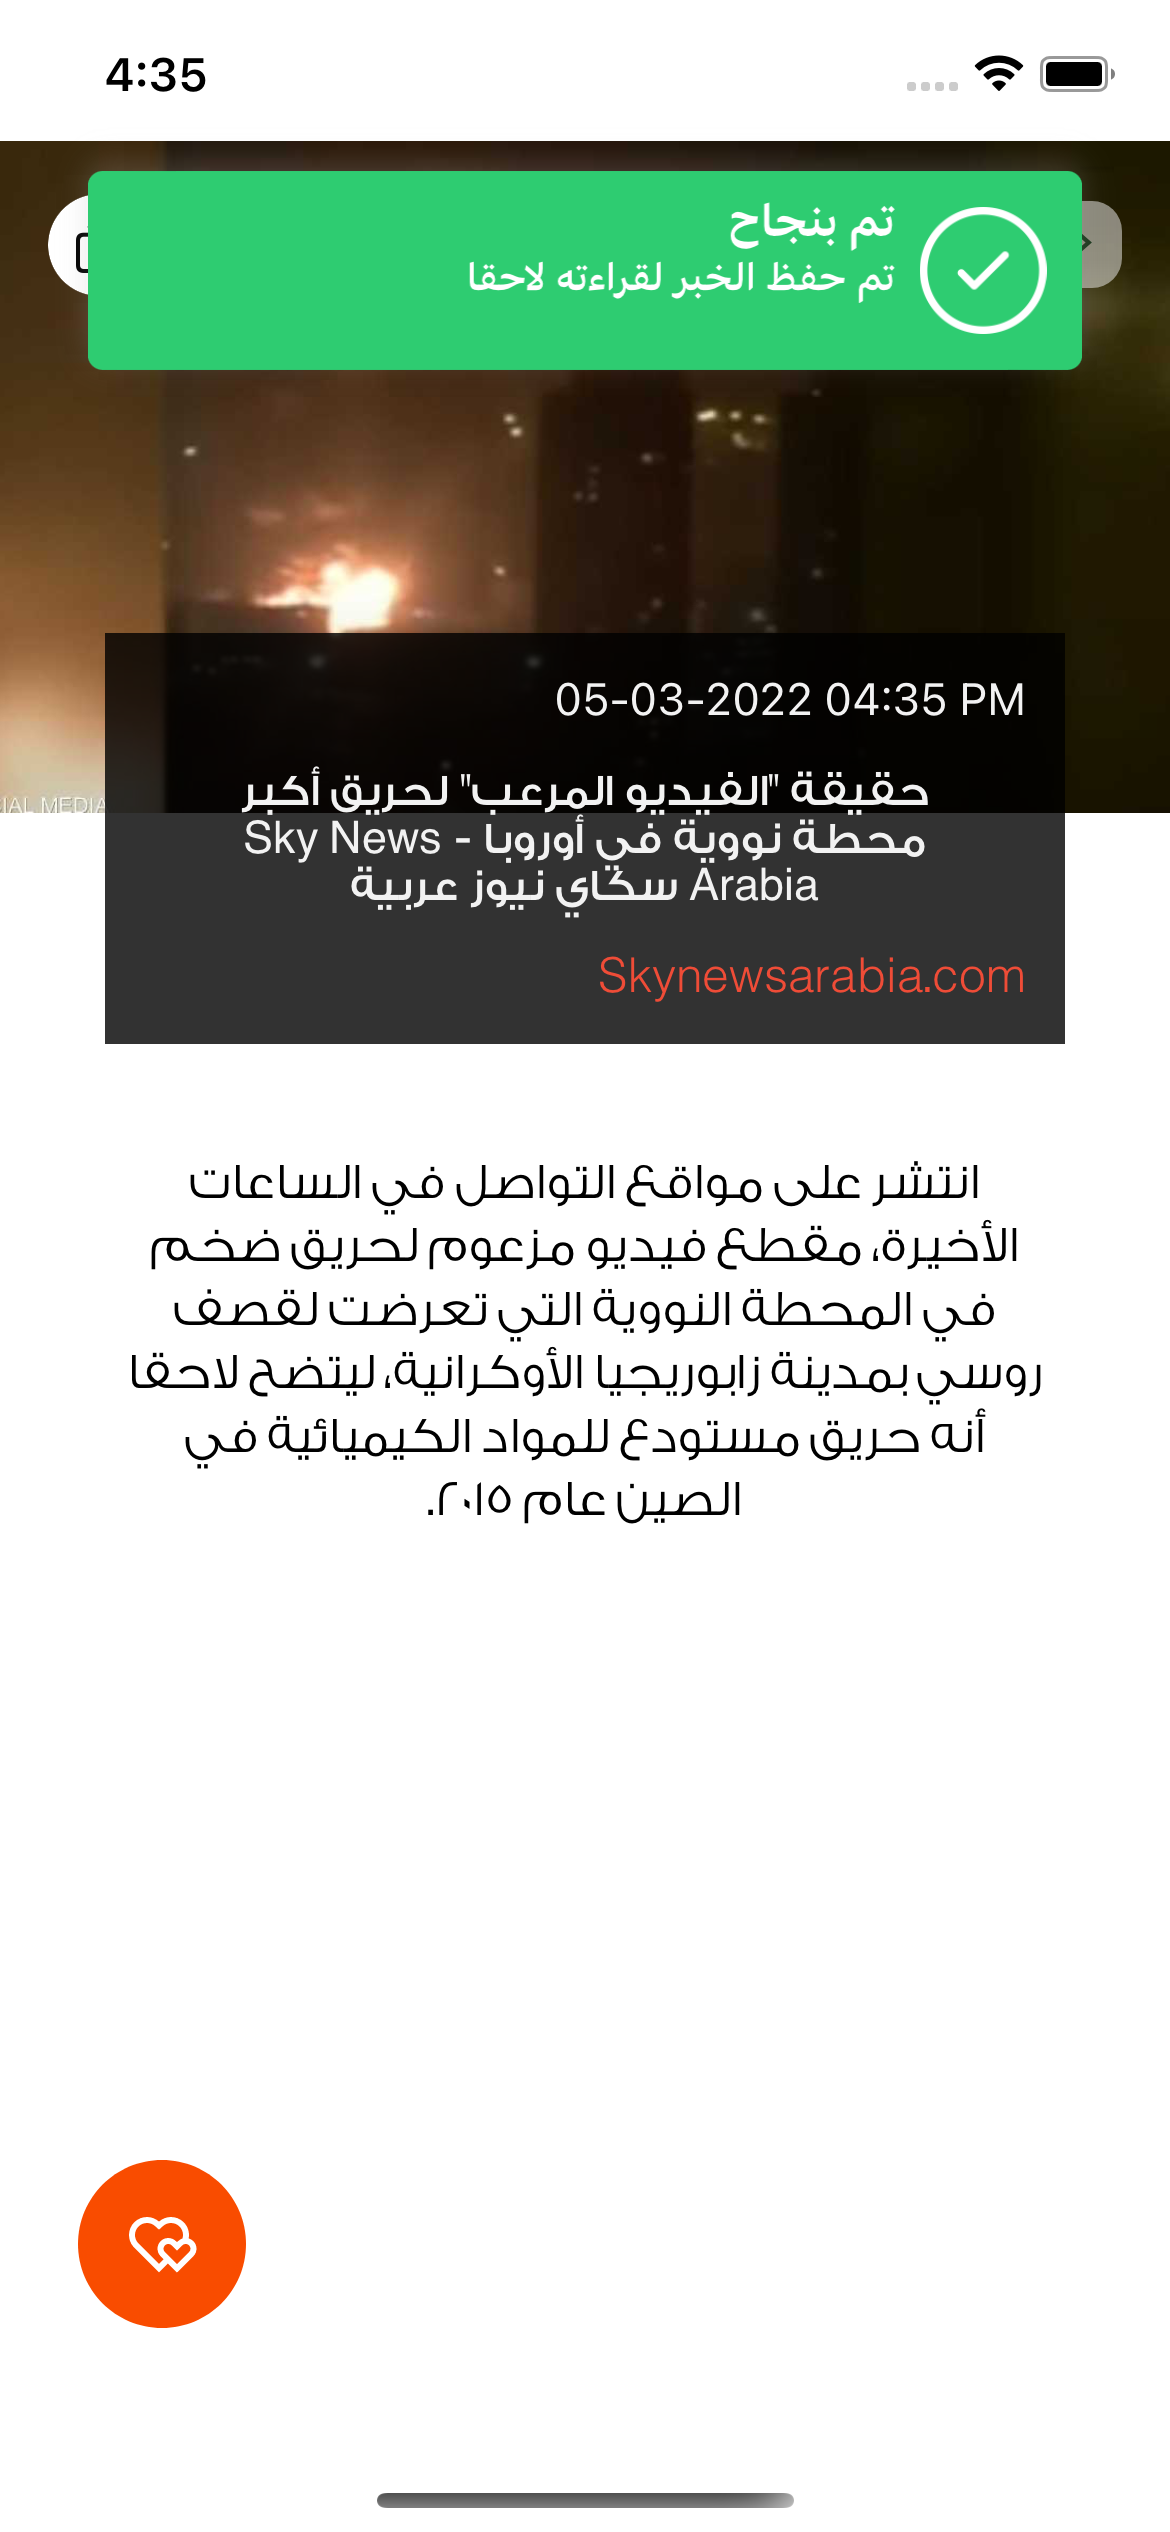 4:35
تم بنجاح
تم حفظ الخبر لقراءته لاحقا
05-03-2022 04:35 PM
حقيقة "الفيديو المرعب" لحريق أكبر
محطة نووية في أوروبا - Sky News
Arabia سكاي نيوز عربية
Skynewsarabia.com
MEDIA
انتشر على مواقع التواصل في الساعات
الأخيرة، مقطع فيديو مزعوم لحريق ضخم
في المحطة النووية التي تعرضت لقصف
روسي بمدينة زابوريجيا الأوكرانية، ليتضح لاحقا
أنه حريق مستودع للمواد الكيميائية في
الصين عام ٢٠١٥.